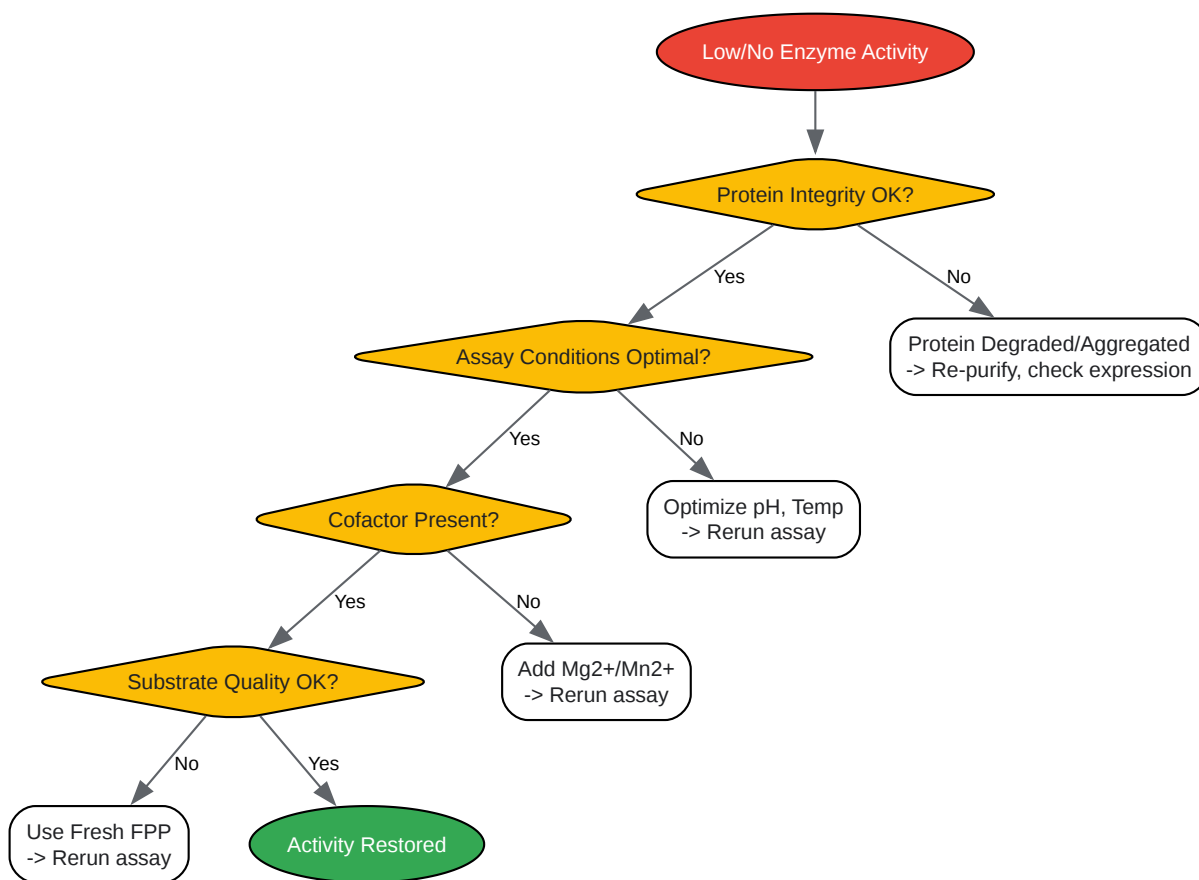 Low/No Enzyme Activity
Protein Integrity OK?
Yes
No
Assay Conditions Optimal?
Protein Degraded/Aggregated
-> Re-purify, check expression
Yes
No
Cofactor Present?
Optimize pH, Temp
-> Rerun assay
Yes
No
Substrate Quality OK?
Add Mg2+/Mn2+
-> Rerun assay
No
Yes
Use Fresh FPP
-> Rerun assay
Activity Restored